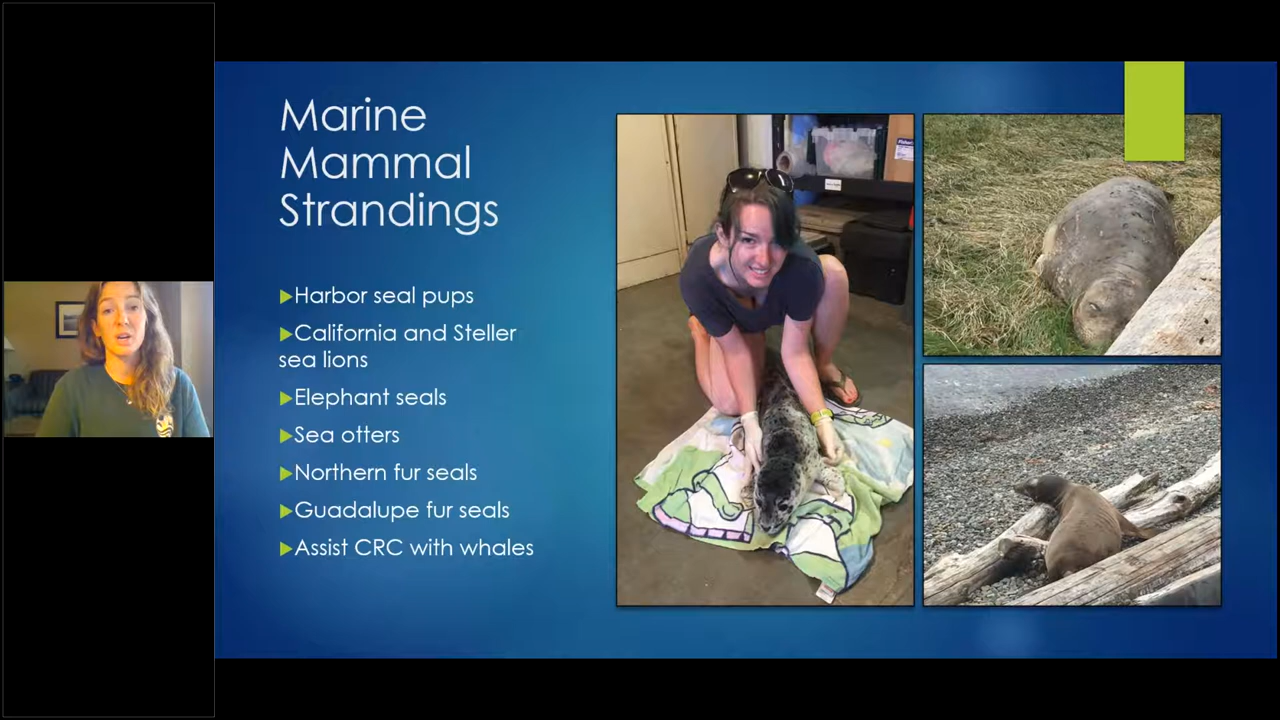 Marine
Mammal
Strandings
Harbor seal pups
California and Steller
sea lions
Elephant seals
Sea otters
Northern fur seals
Guadalupe fur seals
Assist CRC with whales